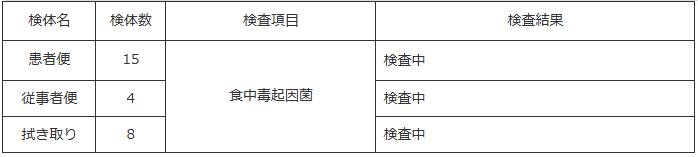 検体名 検体数 検査項目 検査結果
患者便 15 食中毒起因菌 検査中
従事者便 4 検査中
拭き取り 8 検査中